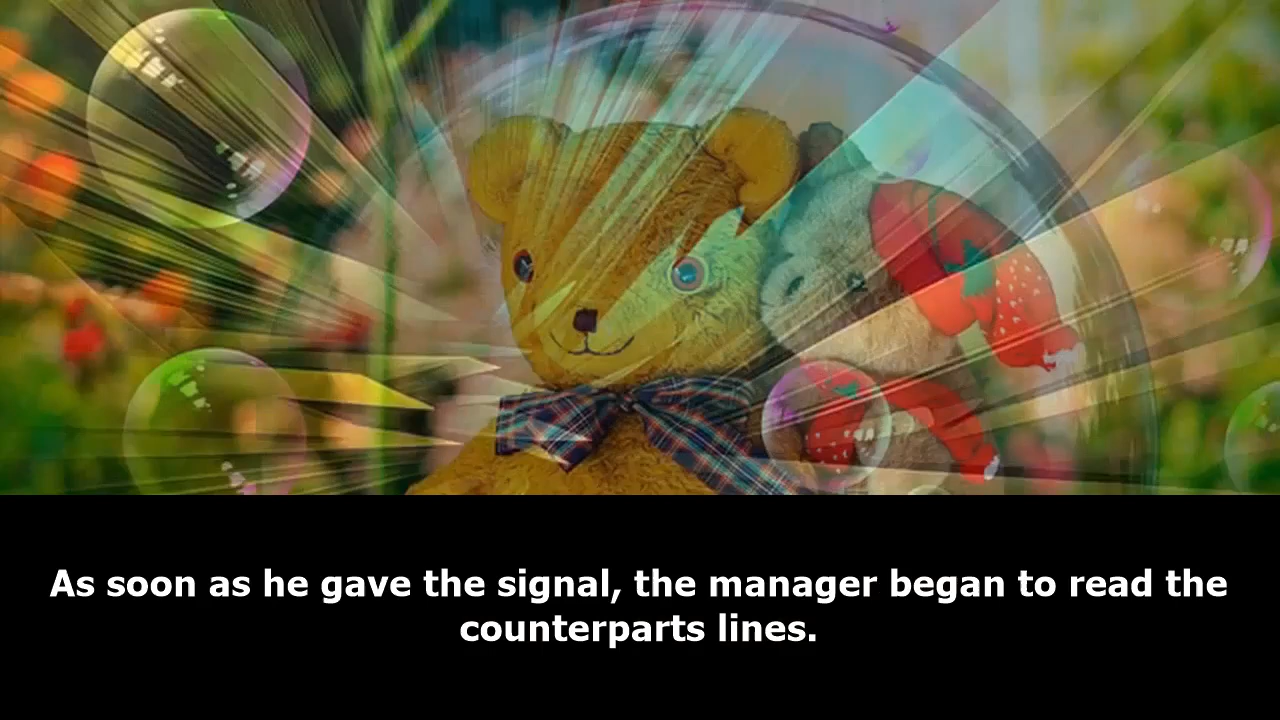 As soon as he gave the signal, the manager began to read the
counterparts lines.